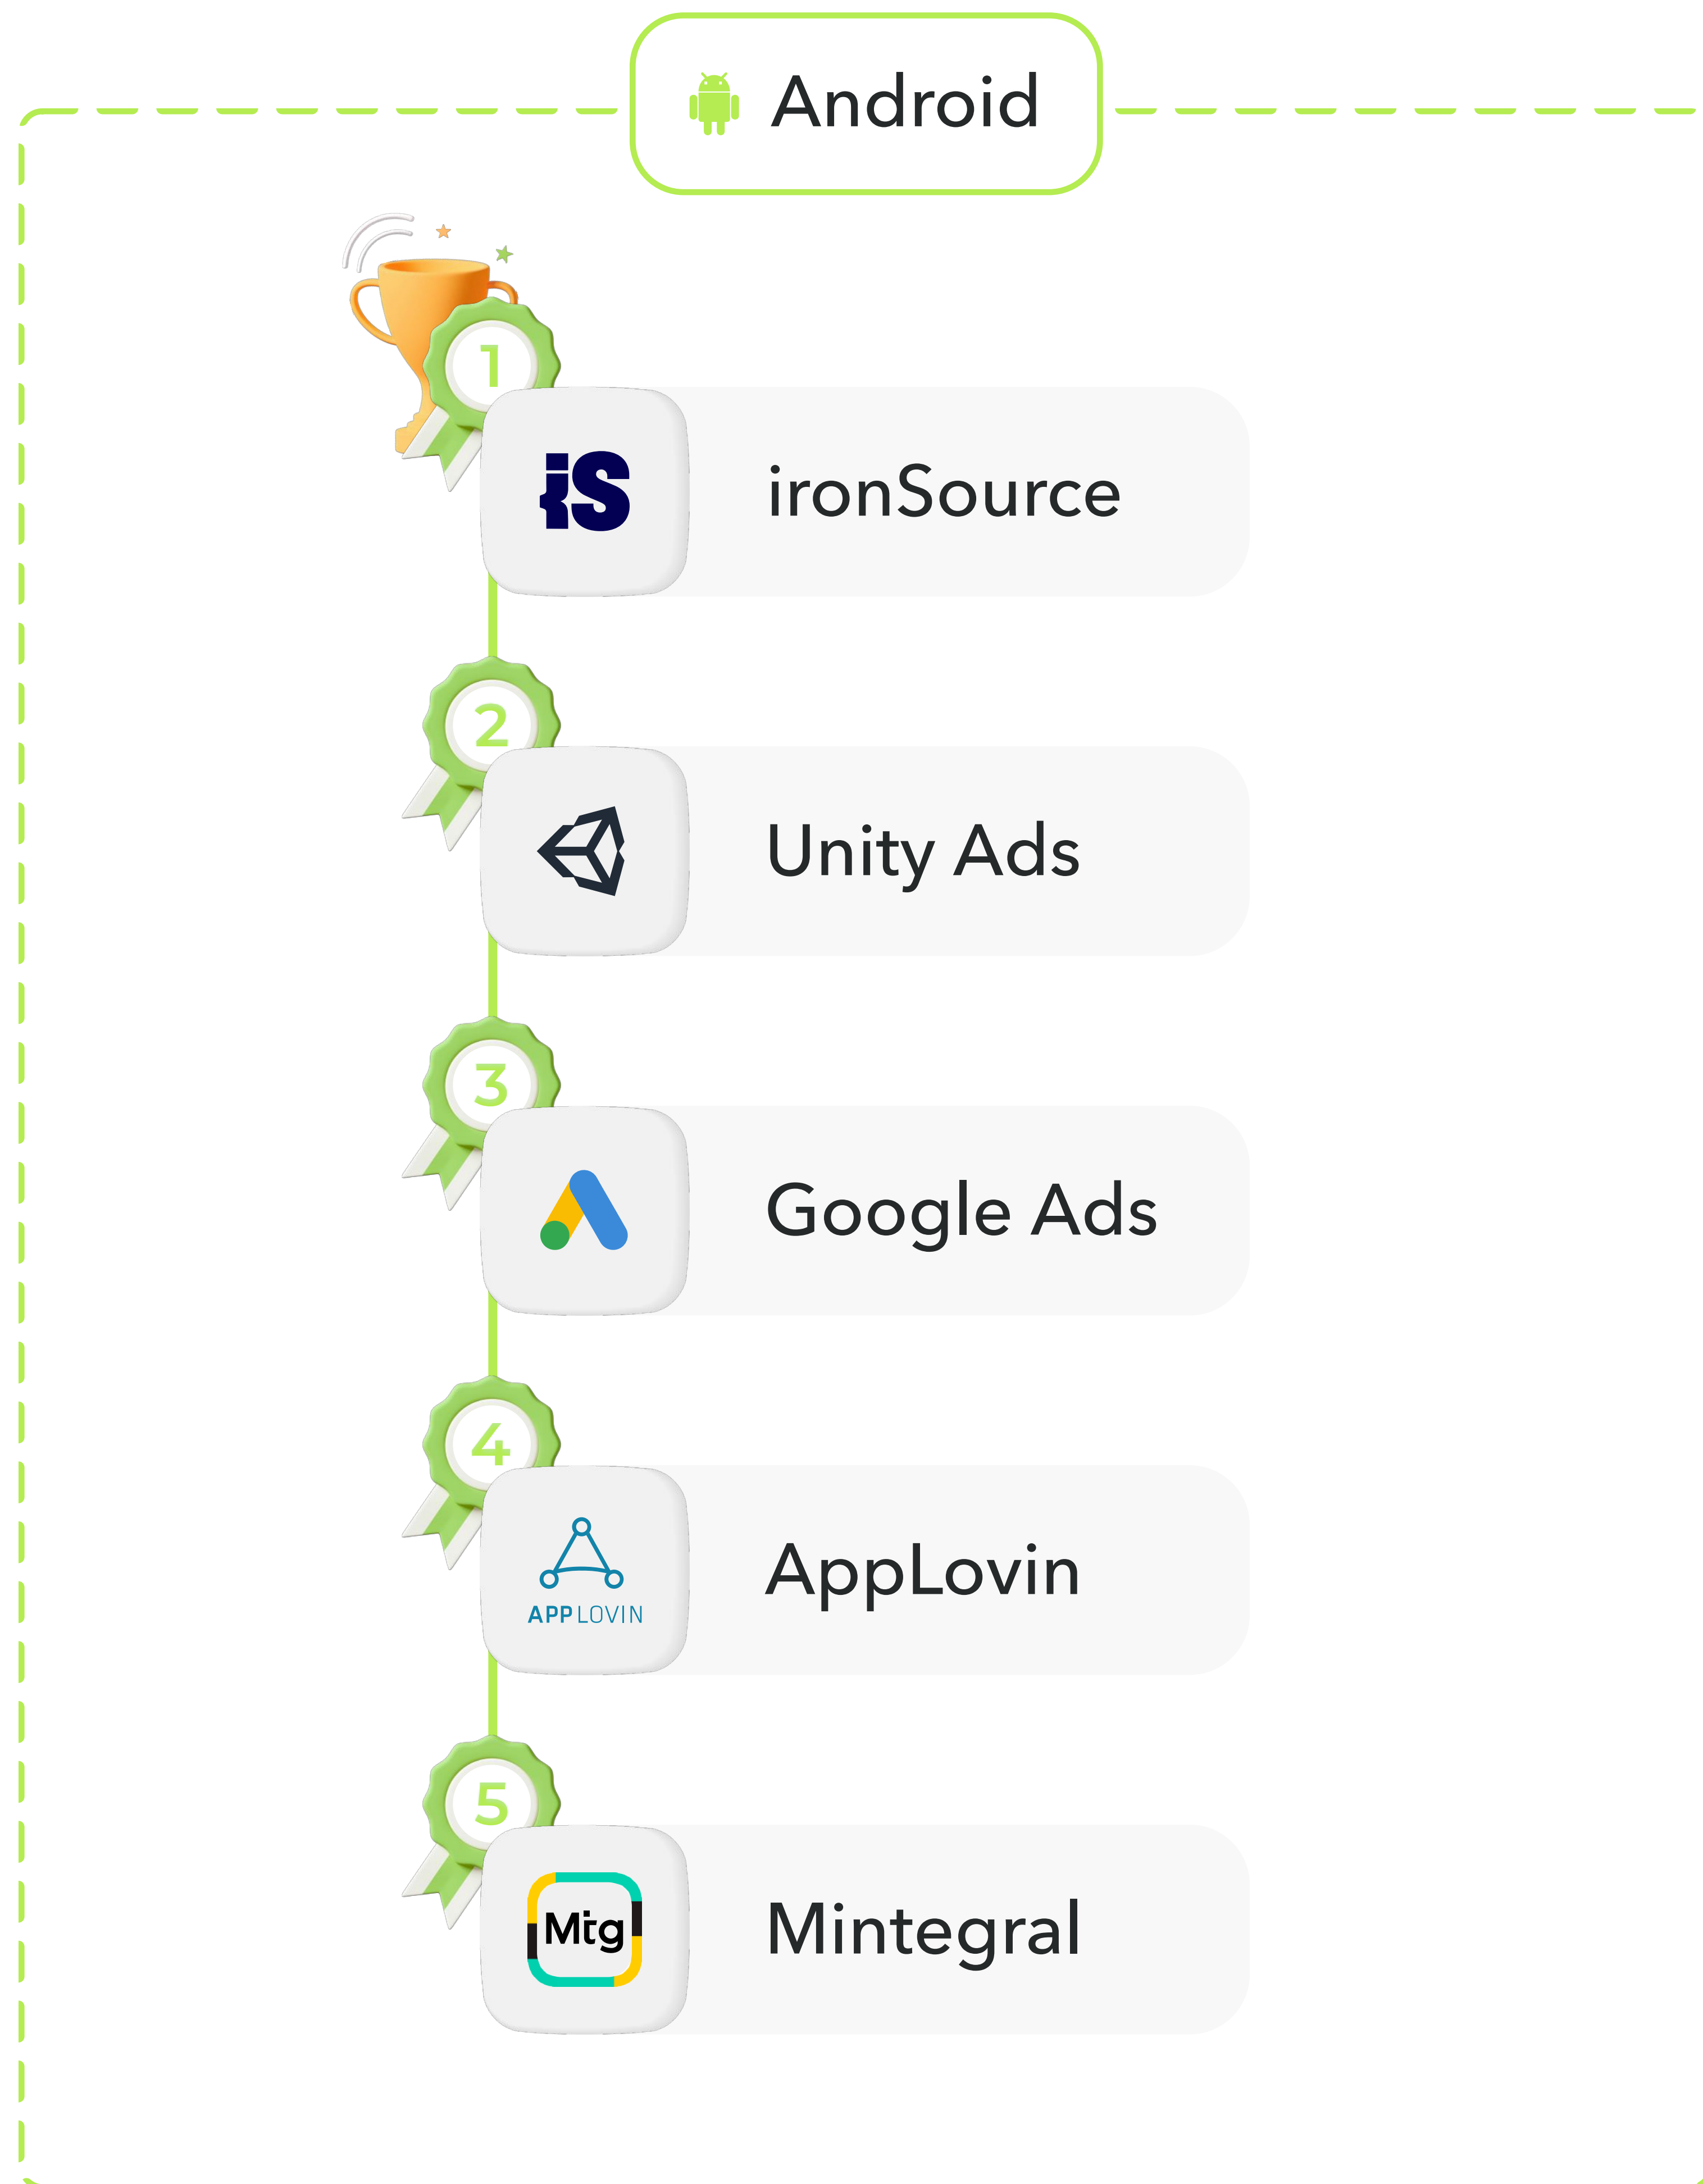 Android
1
iS
ironSource
2
Unity Ads
3
Google Ads
4
APPLOVIN
AppLovin
5
Mtg
Mintegral